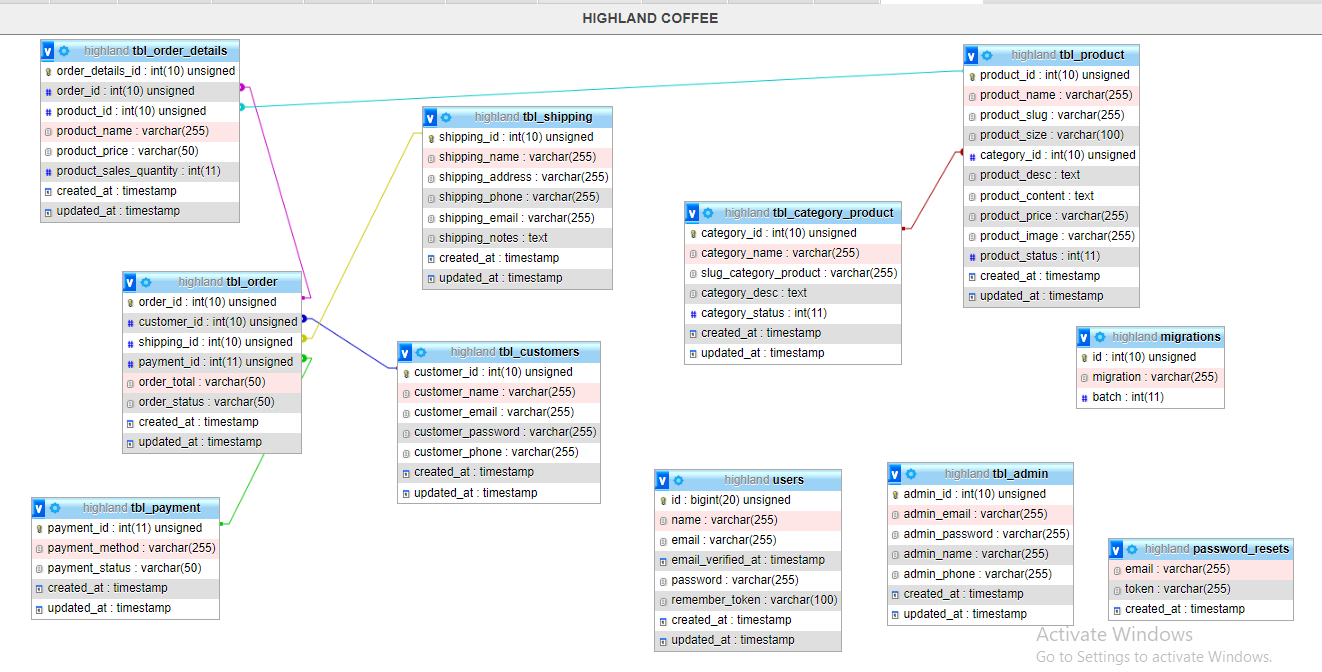 HIGHLAND COFFEE
highland tbl_order_details
order_details_id : int(10) unsigned
order_id : int(10) unsigned
product_id : int(10) unsigned
product_name : varchar(255)
product_price : varchar(50)
product_sales_quantity : int(11)
created_at : timestamp
updated_at : timestamp
highland tbl_product
product_id : int(10) unsigned
product_name : varchar(255)
product_slug : varchar(255)
product_size : varchar(100)
category_id : int(10) unsigned
product_desc : text
product_content : text
product_price : varchar(255)
product_image : varchar(255)
product_status : int(11)
created_at : timestamp
updated_at : timestamp
highland tbl_shipping
shipping_id : int(10) unsigned
shipping_name : varchar(255)
shipping_address : varchar(255)
shipping_phone : varchar(255)
shipping_email : varchar(255)
shipping_notes : text
created_at : timestamp
updated_at : timestamp
highland tbl_category_product
category_id : int(10) unsigned
category_name : varchar(255)
slug_category_product : varchar(255)
category_desc : text
category_status : int(11)
created_at : timestamp
updated_at : timestamp
highland tbl_order
order_id : int(10) unsigned
customer_id : int(10) unsigned
shipping_id : int(10) unsigned
payment_id : int(11) unsigned
order_total : varchar(50)
order_status : varchar(50)
created_at : timestamp
updated_at : timestamp
highland tbl_customers
customer_id : int(10) unsigned
customer_name : varchar(255)
customer_email : varchar(255)
customer_password : varchar(255)
customer_phone : varchar(255)
created_at : timestamp
updated_at : timestamp
highland migrations
id : int(10) unsigned
migration : varchar(255)
batch : int(11)
highland tbl_payment
payment_id : int(11) unsigned
payment_method : varchar(255)
payment_status : varchar(50)
created_at : timestamp
updated_at : timestamp
highland users
id : bigint(20) unsigned
name : varchar(255)
email : varchar(255)
email_verified_at : timestamp
password : varchar(255)
remember_token : varchar(100)
created_at : timestamp
updated_at : timestamp
highland tbl_admin
admin_id : int(10) unsigned
admin_email : varchar(255)
admin_password : varchar(255)
admin_name : varchar(255)
admin_phone : varchar(255)
created_at : timestamp
updated_at : timestamp
highland password_resets
email : varchar(255)
token : varchar(255)
created_at : timestamp
Activate Windows
Go to Settings to activate Windows.